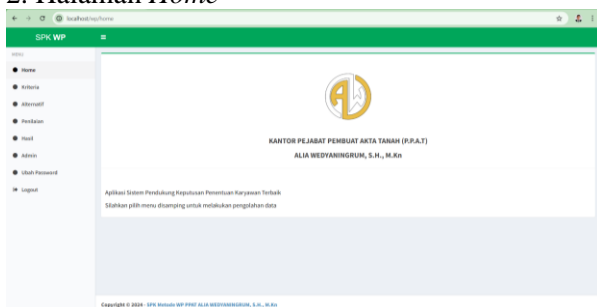 2. Halaman Home
localhost/wp/home
SPK WP
MENU
Home
Kriteria
Alternatif
Penilaian
Hasil
Admin
Ubah Password
Logout
KANTOR PEJABAT PEMBUAT AKTA TANAH (P.P.A.T)
ALIA WEDYANINGRUM, S.H., M.Kn
Aplikasi Sistem Pendukung Keputusan Penentuan Karyawan Terbaik
Silahkan pilih menu disamping untuk melakukan pengolahan data
Copyright © 2024 - SPK Metode WP PPAT ALIA WEDYANINGRUM, S.H., M.Kn